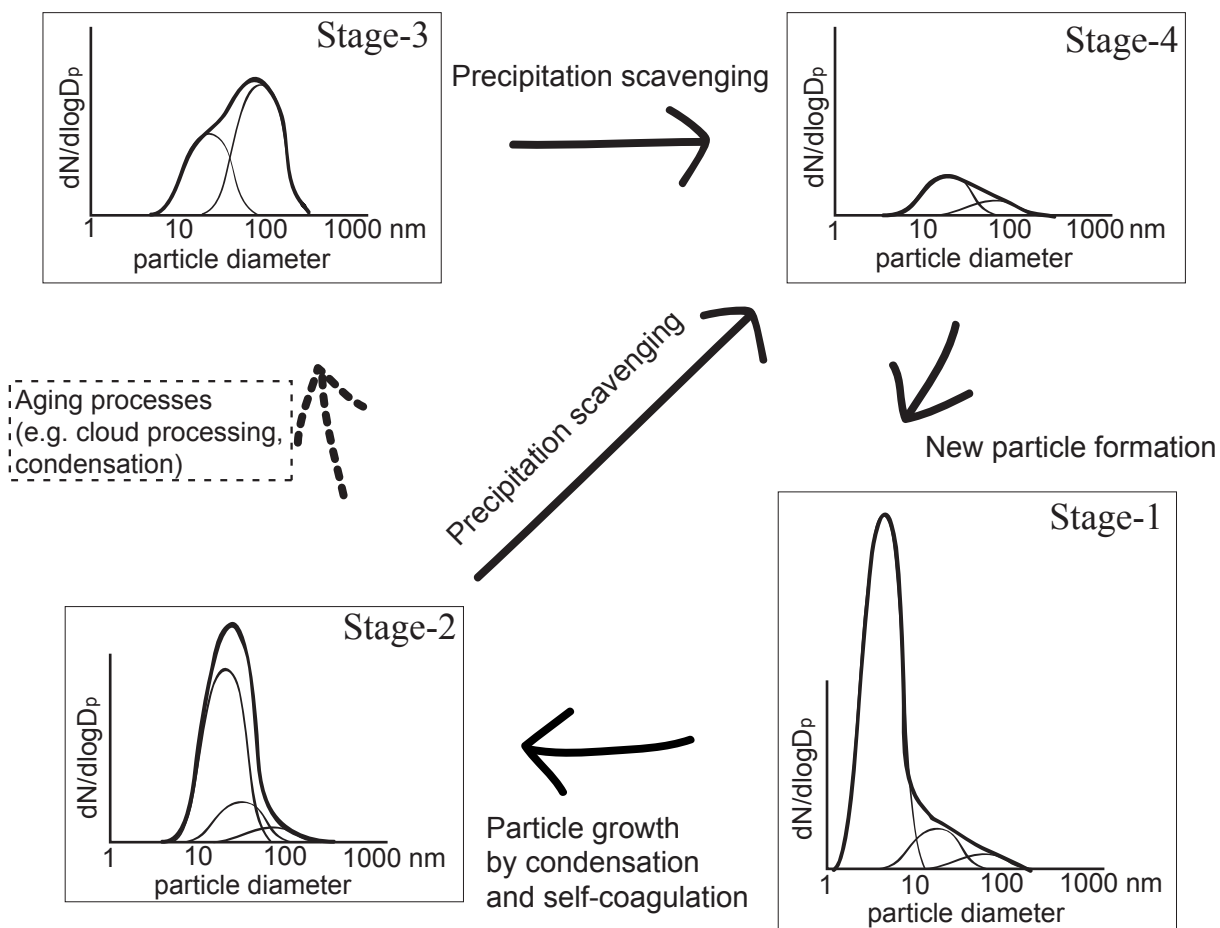 Stage-3
dN/dlogDp
1 10 100 1000 nm
particle diameter
Precipitation scavenging
Stage-4
dN/dlogDp
1 10 100 1000 nm
particle diameter
Aging processes
(e.g. cloud processing,
condensation)
Precipitation scavenging
New particle formation
Stage-2
dN/dlogDp
1 10 100 1000 nm
particle diameter
Particle growth
by condensation
and self-coagulation
Stage-1
dN/dlogDp
1 10 100 1000 nm
particle diameter